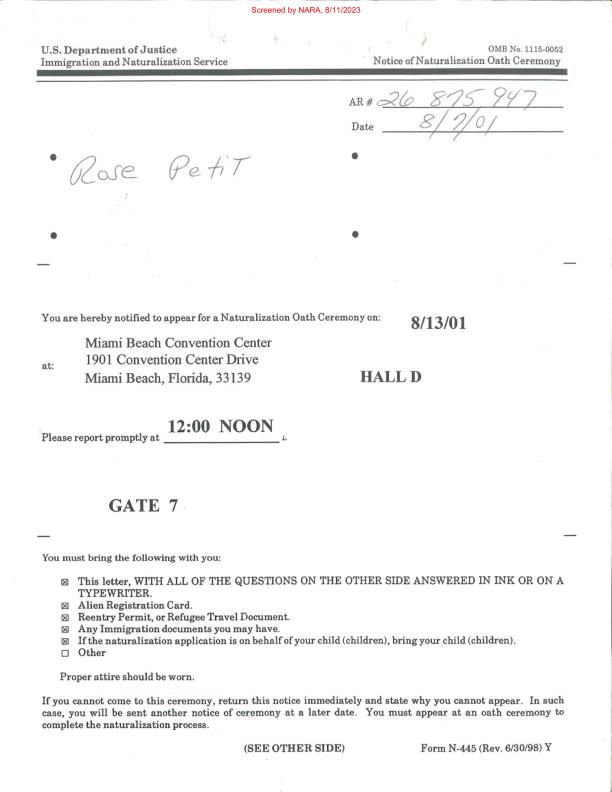 Screened by NARA, 8/11/2023
U.S. Department of Justice
Immigration and Naturalization Service
OMB No. 1115-0052
Notice of Naturalization Oath Ceremony
AR # 26 875 947
Date 8/7/01
Rose Petit
You are hereby notified to appear for a Naturalization Oath Ceremony on: 8/13/01
at:
Miami Beach Convention Center
1901 Convention Center Drive
Miami Beach, Florida, 33139
HALL D
Please report promptly at 12:00 NOON
GATE 7
You must bring the following with you:
☒ This letter, WITH ALL OF THE QUESTIONS ON THE OTHER SIDE ANSWERED IN INK OR ON A
TYPEWRITER.
☒ Alien Registration Card.
☒ Reentry Permit, or Refugee Travel Document.
☒ Any Immigration documents you may have.
☒ If the naturalization application is on behalf of your child (children), bring your child (children).
☐ Other
Proper attire should be worn.
If you cannot come to this ceremony, return this notice immediately and state why you cannot appear. In such
case, you will be sent another notice of ceremony at a later date. You must appear at an oath ceremony to
complete the naturalization process.
(SEE OTHER SIDE)
Form N-445 (Rev. 6/30/98) Y